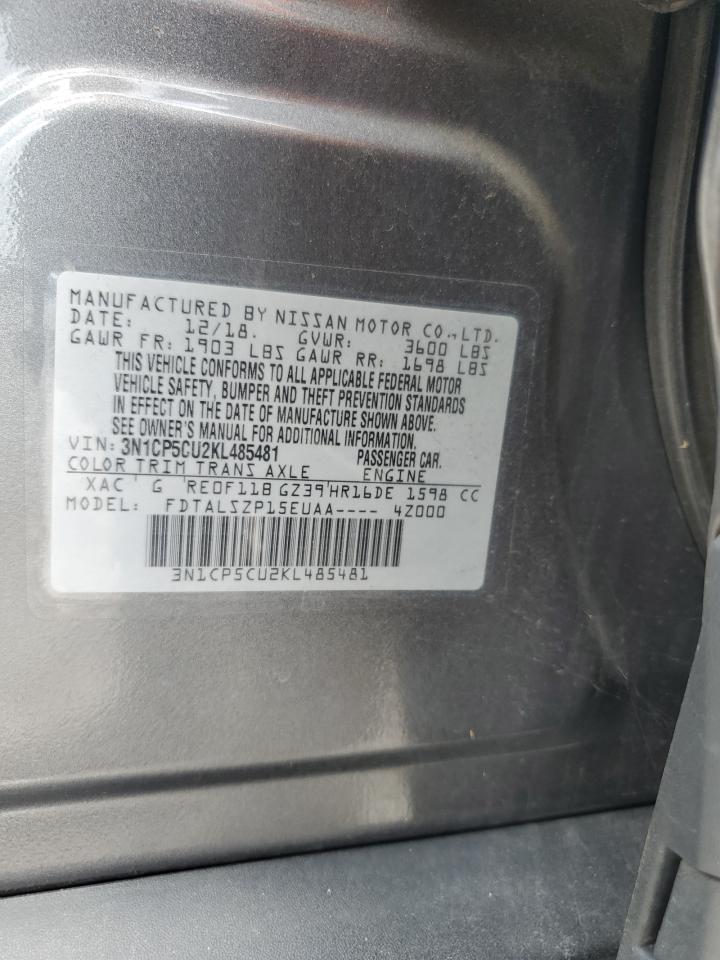 MANUFACTURED BY NISSAN MOTOR CO., LTD.
DATE: 12/18. GVWR: 3600 LBS
GAWR FR: 1903 LBS GAWR RR: 1698 LBS
THIS VEHICLE CONFORMS TO ALL APPLICABLE FEDERAL MOTOR
VEHICLE SAFETY, BUMPER AND THEFT PREVENTION STANDARDS
IN EFFECT ON THE DATE OF MANUFACTURE SHOWN ABOVE.
SEE OWNER'S MANUAL FOR ADDITIONAL INFORMATION.
VIN: 3N1CP5CU2KL485481 PASSENGER CAR.
COLOR TRIM TRANS AXLE ENGINE
XAC G RE0F11B GZ39 HR16DE 1598 CC
MODEL: FDTALSZP15EUAA---- 4Z000
3N1CP5CU2KL485481